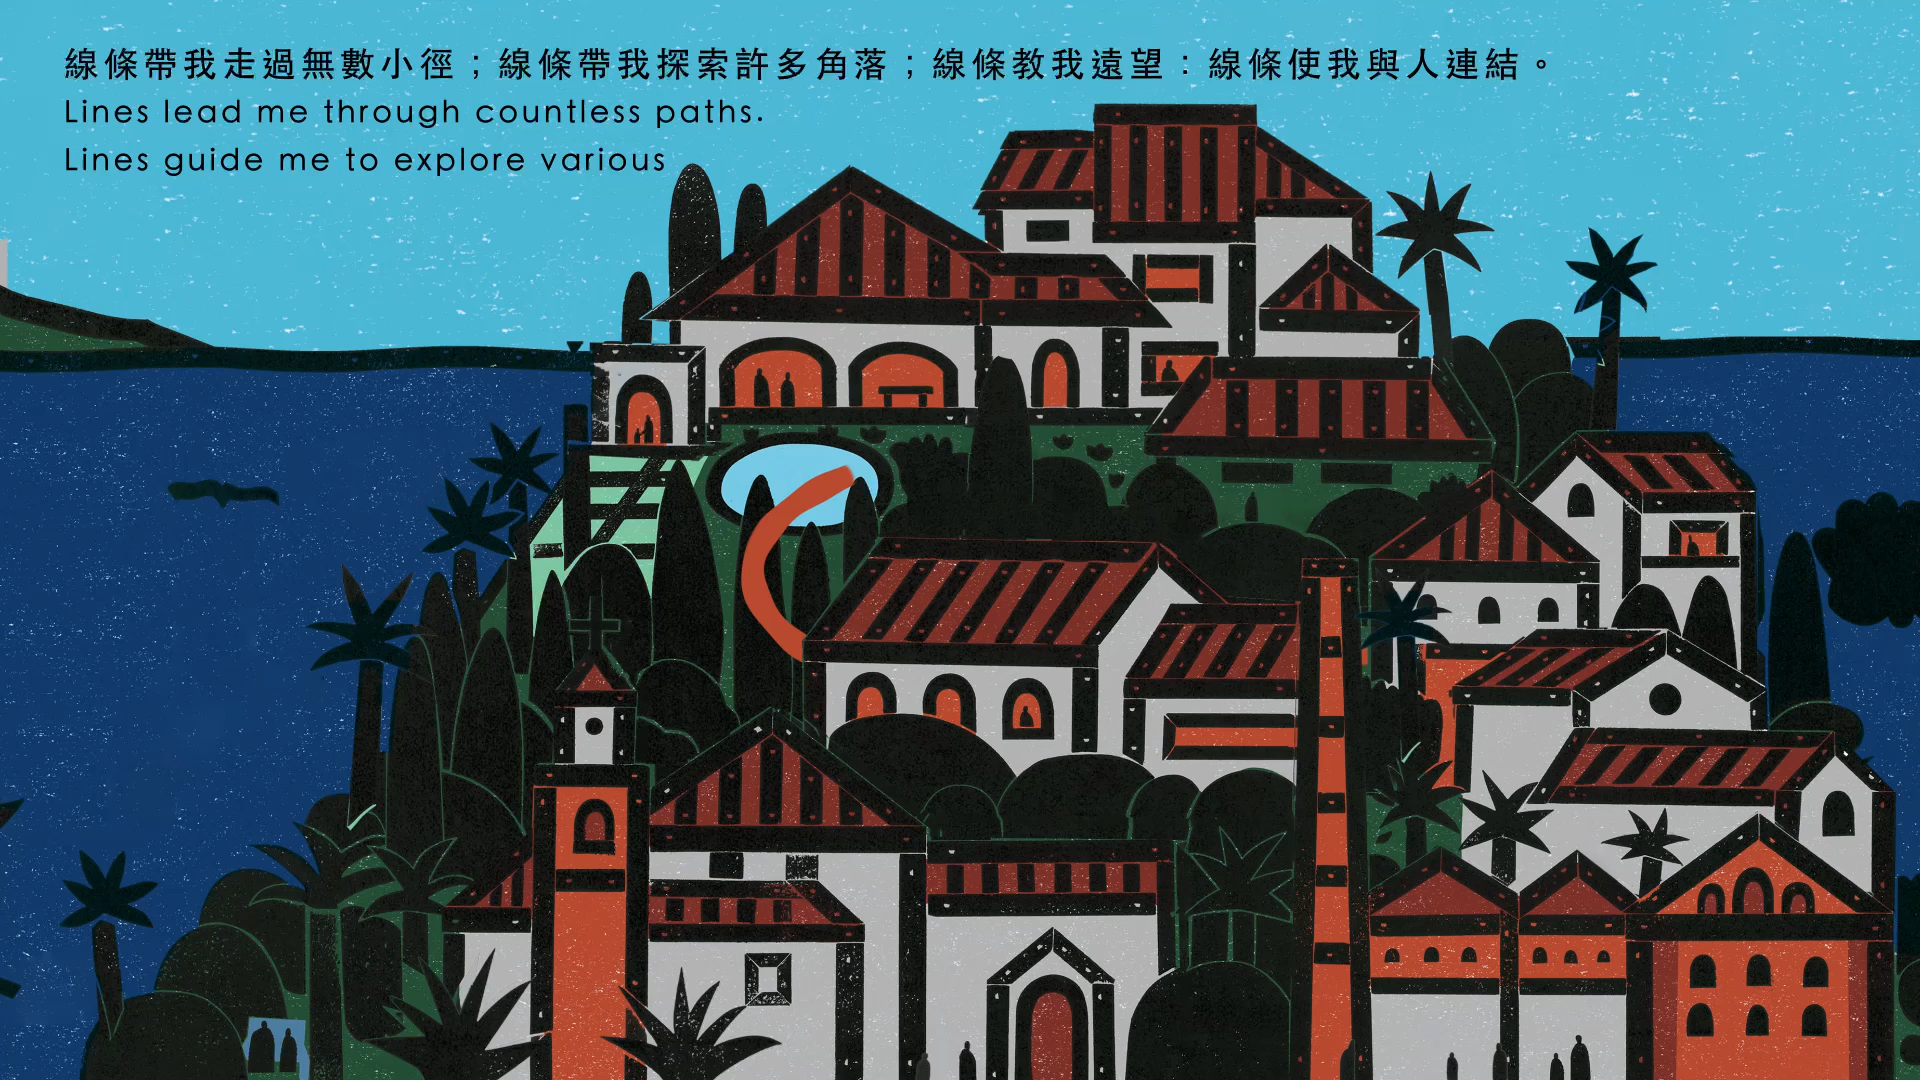 線條帶我走過無數小徑；線條帶我探索許多角落；線條教我遠望：線條使我與人連結。
Lines lead me through countless paths.
Lines guide me to explore various